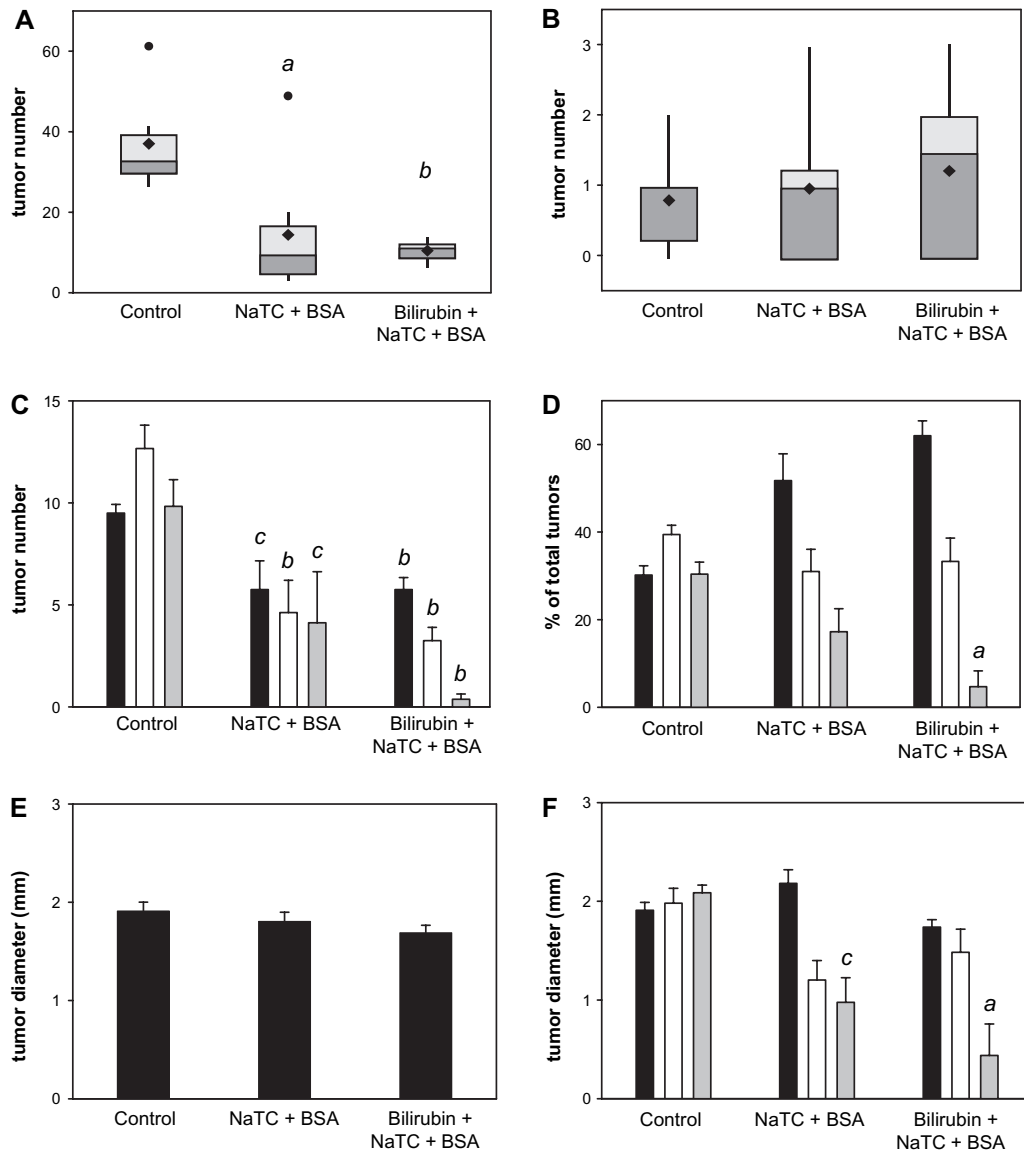 A
tumor number
60
40
20
0
a
b
Control
NaTC + BSA
Bilirubin +
NaTC + BSA
B
tumor number
3
2
1
0
Control
NaTC + BSA
Bilirubin +
NaTC + BSA
C
tumor number
15
10
5
0
c
b
c
b
b
b
Control
NaTC + BSA
Bilirubin +
NaTC + BSA
D
% of total tumors
60
40
20
0
a
Control
NaTC + BSA
Bilirubin +
NaTC + BSA
E
tumor diameter (mm)
3
2
1
0
Control
NaTC + BSA
Bilirubin +
NaTC + BSA
F
tumor diameter (mm)
3
2
1
0
c
a
Control
NaTC + BSA
Bilirubin +
NaTC + BSA